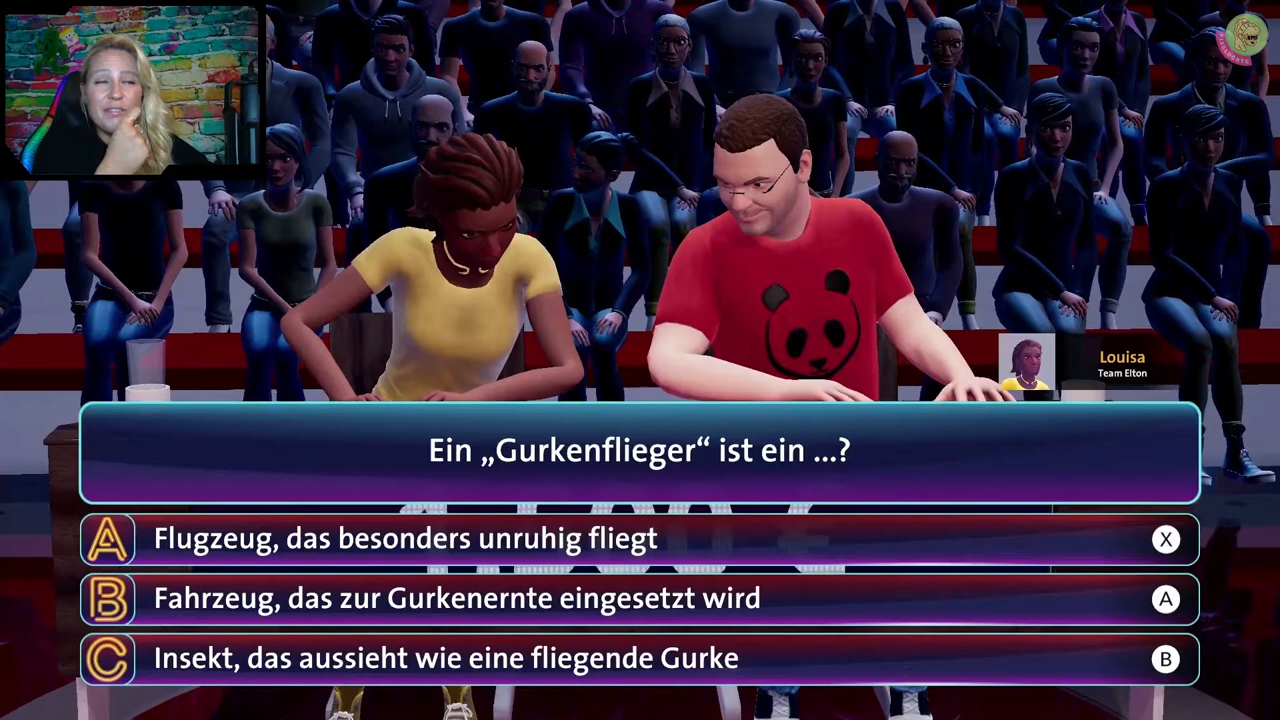 Louisa
Team Elton
Ein „Gurkenflieger“ ist ein ...?
A Flugzeug, das besonders unruhig fliegt X
B Fahrzeug, das zur Gurkenernte eingesetzt wird A
C Insekt, das aussieht wie eine fliegende Gurke B